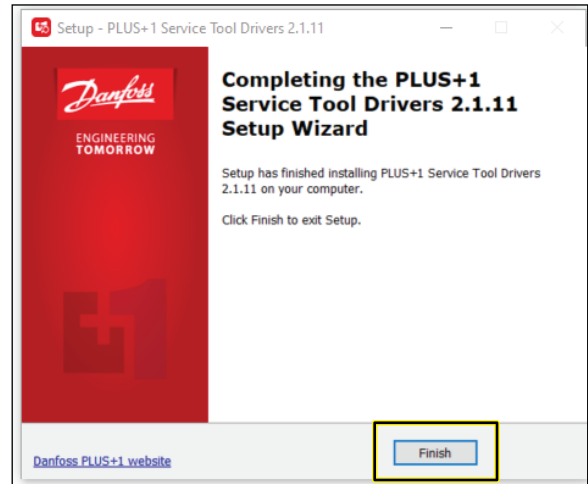 Setup - PLUS+1 Service Tool Drivers 2.1.11
Danfoss
ENGINEERING
TOMORROW
Completing the PLUS+1
Service Tool Drivers 2.1.11
Setup Wizard
Setup has finished installing PLUS+1 Service Tool Drivers
2.1.11 on your computer.
Click Finish to exit Setup.
+1
Danfoss PLUS+1 website
Finish